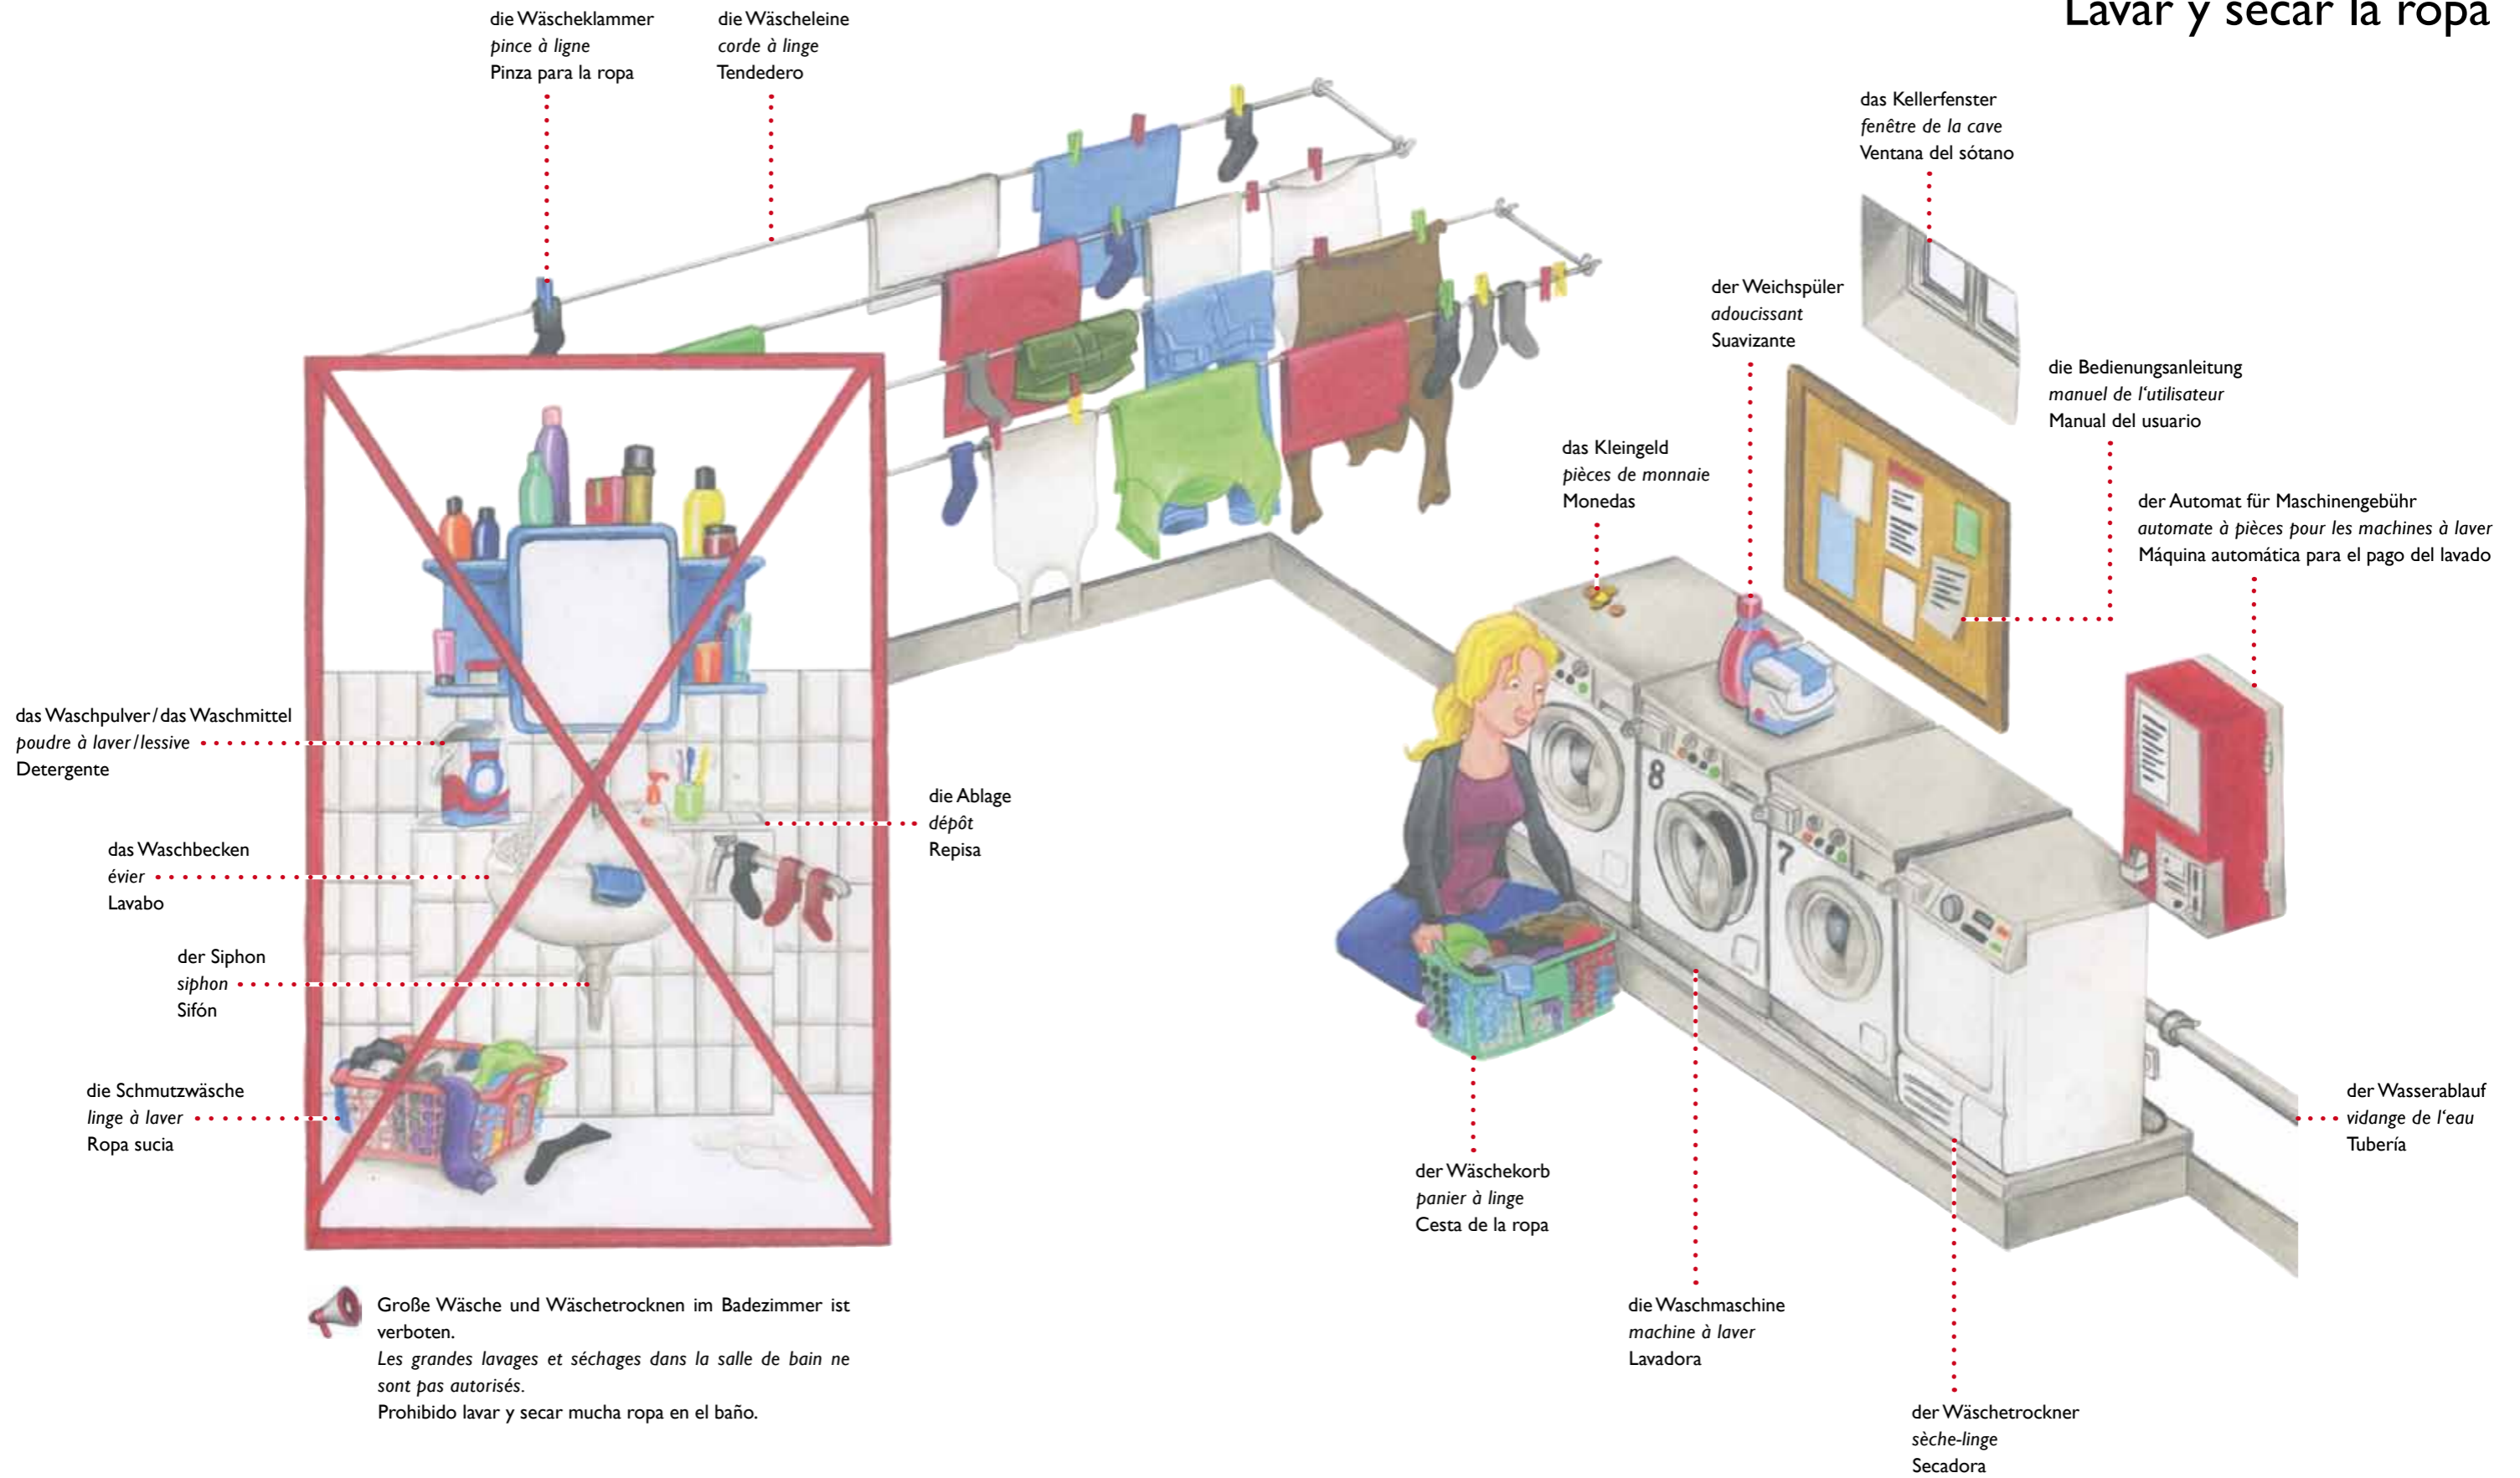 Lavar y secar la ropa
die Wäscheklammer
pince à ligne
Pinza para la ropa
die Wäscheleine
corde à linge
Tendedero
das Kellerfenster
fenêtre de la cave
Ventana del sótano
der Weichspüler
adoucissant
Suavizante
die Bedienungsanleitung
manuel de l‘utilisateur
Manual del usuario
das Kleingeld
pièces de monnaie
Monedas
der Automat für Maschinengebühr
automate à pièces pour les machines à laver
Máquina automática para el pago del lavado
das Waschpulver/das Waschmittel
poudre à laver/lessive
Detergente
8
7
die Ablage
dépôt
Repisa
das Waschbecken
évier
Lavabo
der Siphon
siphon
Sifón
die Schmutzwäsche
linge à laver
Ropa sucia
der Wasserablauf
vidange de l‘eau
Tubería
der Wäschekorb
panier à linge
Cesta de la ropa
die Waschmaschine
machine à laver
Lavadora
der Wäschetrockner
sèche-linge
Secadora
Große Wäsche und Wäschetrocknen im Badezimmer ist
verboten.
Les grandes lavages et séchages dans la salle de bain ne
sont pas autorisés.
Prohibido lavar y secar mucha ropa en el baño.